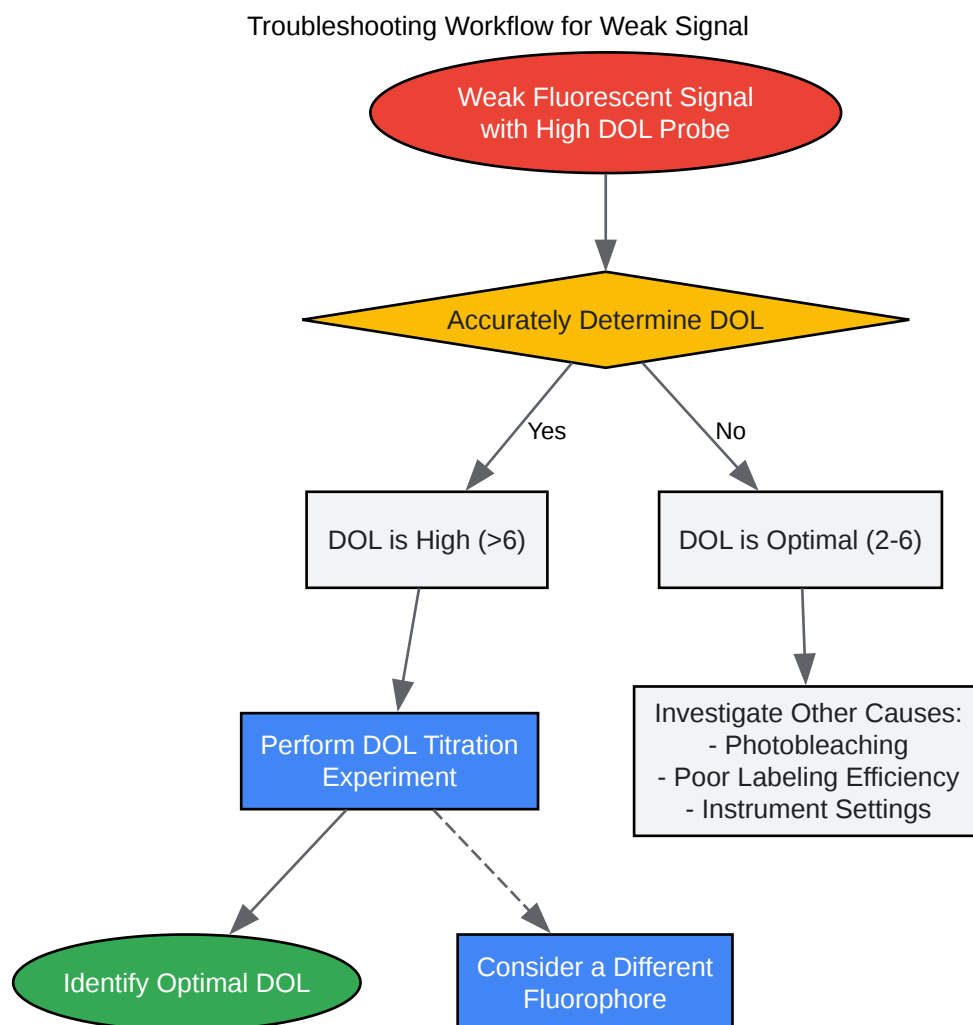 Troubleshooting Workflow for Weak Signal
Weak Fluorescent Signal
with High DOL Probe
Accurately Determine DOL
Yes
No
DOL is High (>6)
DOL is Optimal (2-6)
Perform DOL Titration
Experiment
Investigate Other Causes:
- Photobleaching
- Poor Labeling Efficiency
- Instrument Settings
Identify Optimal DOL
Consider a Different
Fluorophore